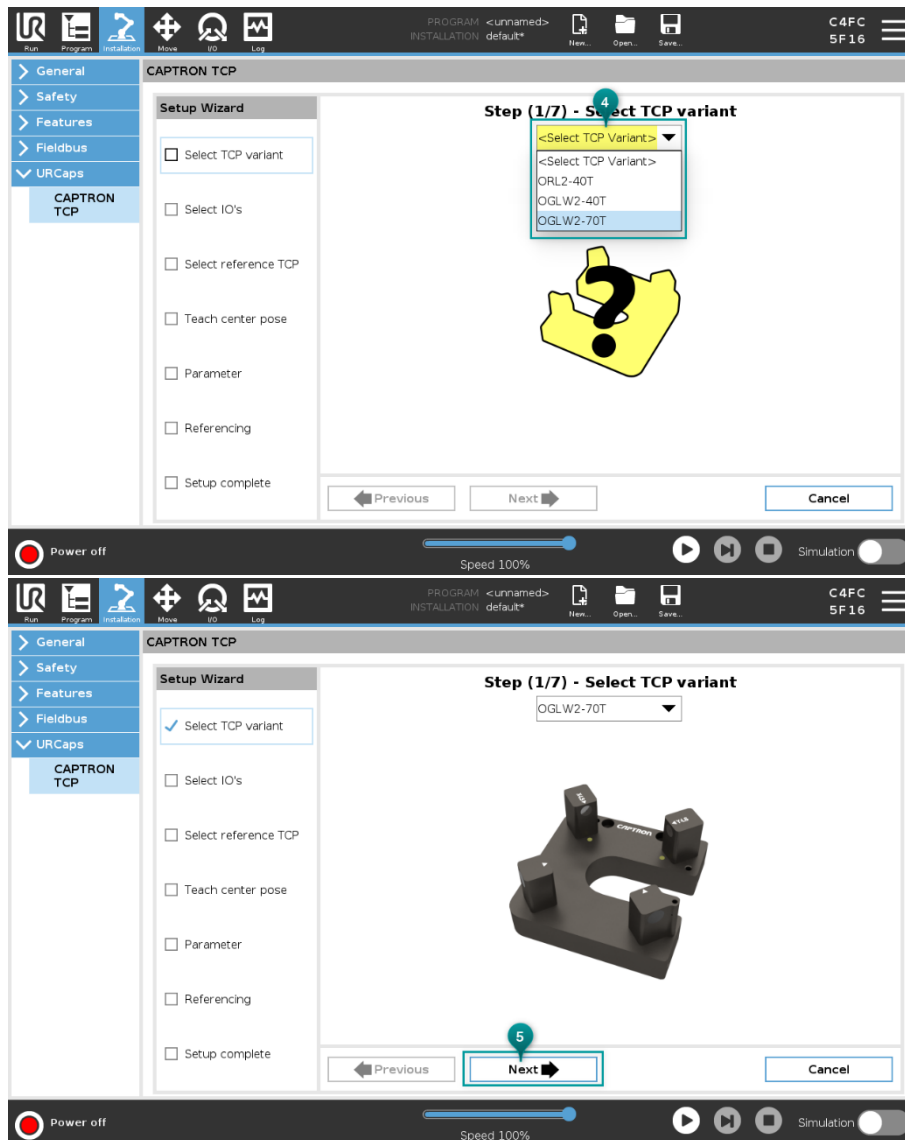 PROGRAM <unnamed>
INSTALLATION default*
C4FC
5F16
Run Program Installation Move I/O Log New... Open... Save...
General
Safety
Features
Fieldbus
URCaps
CAPTRON
TCP
CAPTRON TCP
Setup Wizard
Select TCP variant
Select IO's
Select reference TCP
Teach center pose
Parameter
Referencing
Setup complete
Step (1/7) - Select TCP variant
4
<Select TCP Variant>
<Select TCP Variant>
ORL2-40T
OGLW2-40T
OGLW2-70T
?
Previous Next Cancel
Power off
Speed 100%
Simulation
PROGRAM <unnamed>
INSTALLATION default*
C4FC
5F16
Run Program Installation Move I/O Log New... Open... Save...
General
Safety
Features
Fieldbus
URCaps
CAPTRON
TCP
CAPTRON TCP
Setup Wizard
Select TCP variant
Select IO's
Select reference TCP
Teach center pose
Parameter
Referencing
Setup complete
Step (1/7) - Select TCP variant
OGLW2-70T
CAPTRON
5
Previous Next Cancel
Power off
Speed 100%
Simulation